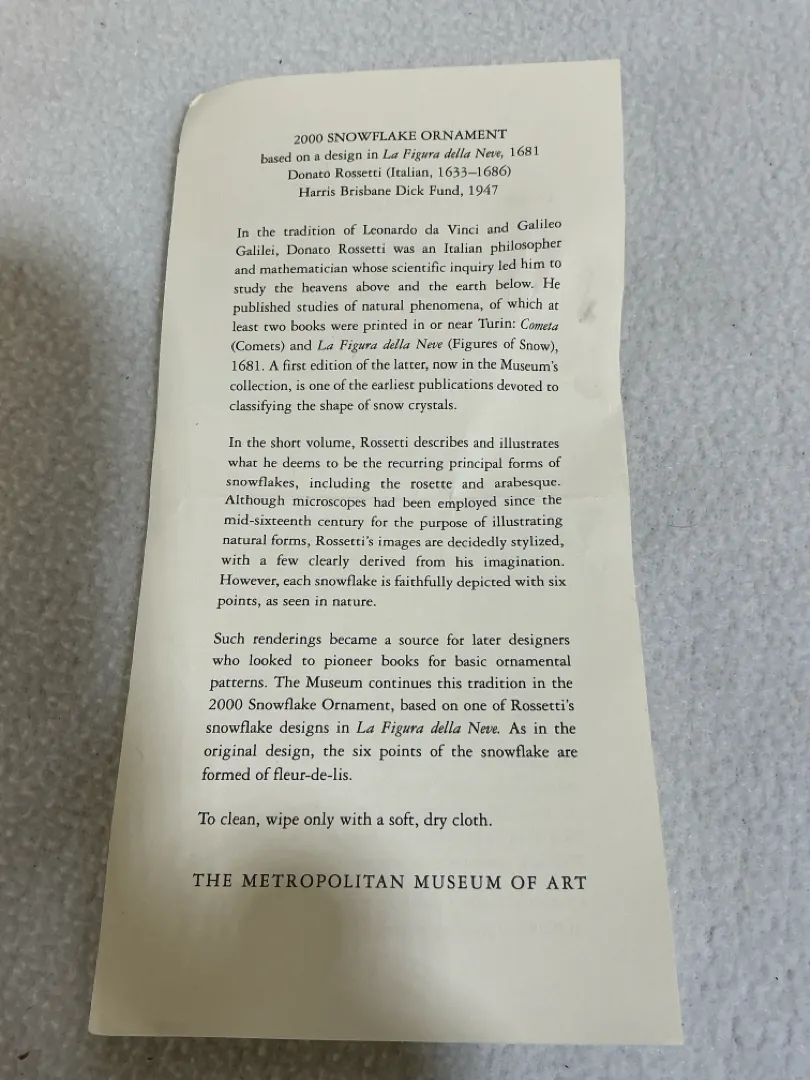 2000 SNOWFLAKE ORNAMENT
based on a design in La Figura della Neve, 1681
Donato Rossetti (Italian, 1633–1686)
Harris Brisbane Dick Fund, 1947
In the tradition of Leonardo da Vinci and Galileo
Galilei, Donato Rossetti was an Italian philosopher
and mathematician whose scientific inquiry led him to
study the heavens above and the earth below. He
published studies of natural phenomena, of which at
least two books were printed in or near Turin: Cometa
(Comets) and La Figura della Neve (Figures of Snow),
1681. A first edition of the latter, now in the Museum's
collection, is one of the earliest publications devoted to
classifying the shape of snow crystals.
In the short volume, Rossetti describes and illustrates
what he deems to be the recurring principal forms of
snowflakes, including the rosette and arabesque.
Although microscopes had been employed since the
mid-sixteenth century for the purpose of illustrating
natural forms, Rossetti's images are decidedly stylized,
with a few clearly derived from his imagination.
However, each snowflake is faithfully depicted with six
points, as seen in nature.
Such renderings became a source for later designers
who looked to pioneer books for basic ornamental
patterns. The Museum continues this tradition in the
2000 Snowflake Ornament, based on one of Rossetti's
snowflake designs in La Figura della Neve. As in the
original design, the six points of the snowflake are
formed of fleur-de-lis.
To clean, wipe only with a soft, dry cloth.
THE METROPOLITAN MUSEUM OF ART